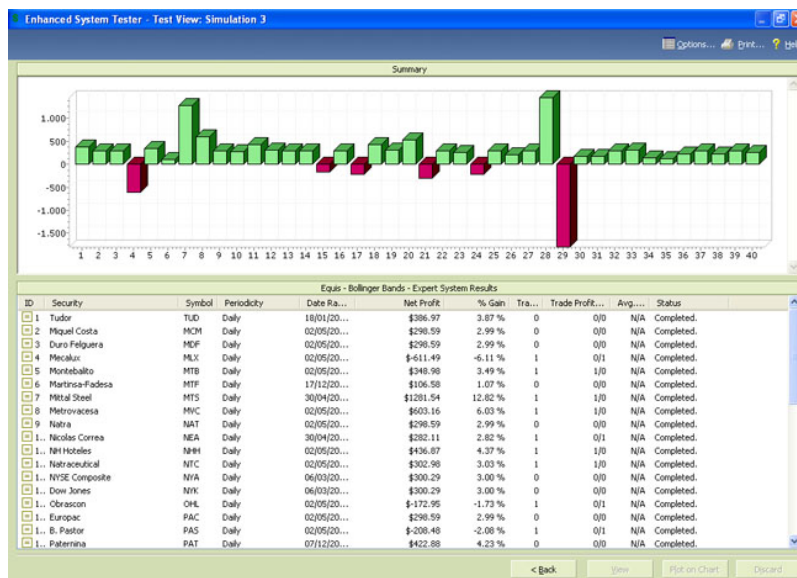 Enhanced System Tester - Test View: Simulation 3
Options... Print... ? Hel
Summary
1.000
500
0
-500
-1.000
-1.500
1 2 3 4 5 6 7 8 9 10 11 12 13 14 15 16 17 18 19 20 21 22 23 24 25 26 27 28 29 30 31 32 33 34 35 36 37 38 39 40
Equis - Bollinger Bands - Expert System Results
ID Security Symbol Periodicity Date Ra... Net Profit % Gain Tra... Trade Profit... Avg.... Status
1 Tudor TUD Daily 18/01/20... $386.97 3.87 % 0 0/0 N/A Completed.
2 Miquel Costa MCM Daily 02/05/20... $298.59 2.99 % 0 0/0 N/A Completed.
3 Duro Felguera MDF Daily 02/05/20... $298.59 2.99 % 0 0/0 N/A Completed.
4 Mecalux MLX Daily 02/05/20... $-611.49 -6.11 % 1 0/1 N/A Completed.
5 Montebalito MTB Daily 02/05/20... $348.98 3.49 % 1 1/0 N/A Completed.
6 Martinsa-Fadesa MTF Daily 17/12/20... $106.58 1.07 % 0 0/0 N/A Completed.
7 Mittal Steel MTS Daily 30/04/20... $1281.54 12.82 % 1 1/0 N/A Completed.
8 Metrovacesa MVC Daily 02/05/20... $603.16 6.03 % 1 1/0 N/A Completed.
9 Natra NAT Daily 02/05/20... $298.59 2.99 % 0 0/0 N/A Completed.
1... Nicolas Correa NEA Daily 30/04/20... $282.11 2.82 % 1 0/1 N/A Completed.
1... NH Hoteles NHH Daily 02/05/20... $436.87 4.37 % 1 1/0 N/A Completed.
1... Natraceutical NTC Daily 02/05/20... $302.98 3.03 % 1 1/0 N/A Completed.
1... NYSE Composite NYA Daily 06/03/20... $300.29 3.00 % 0 0/0 N/A Completed.
1... Dow Jones NYK Daily 06/03/20... $300.29 3.00 % 0 0/0 N/A Completed.
1... Obrascon OHL Daily 02/05/20... $-172.95 -1.73 % 1 0/1 N/A Completed.
1... Europac PAC Daily 02/05/20... $298.59 2.99 % 0 0/0 N/A Completed.
1... B. Pastor PAS Daily 02/05/20... $-208.48 -2.08 % 1 0/1 N/A Completed.
1... Paternina PAT Daily 07/12/20... $422.88 4.23 % 0 0/0 N/A Completed.
< Back View Plot on Chart Discard